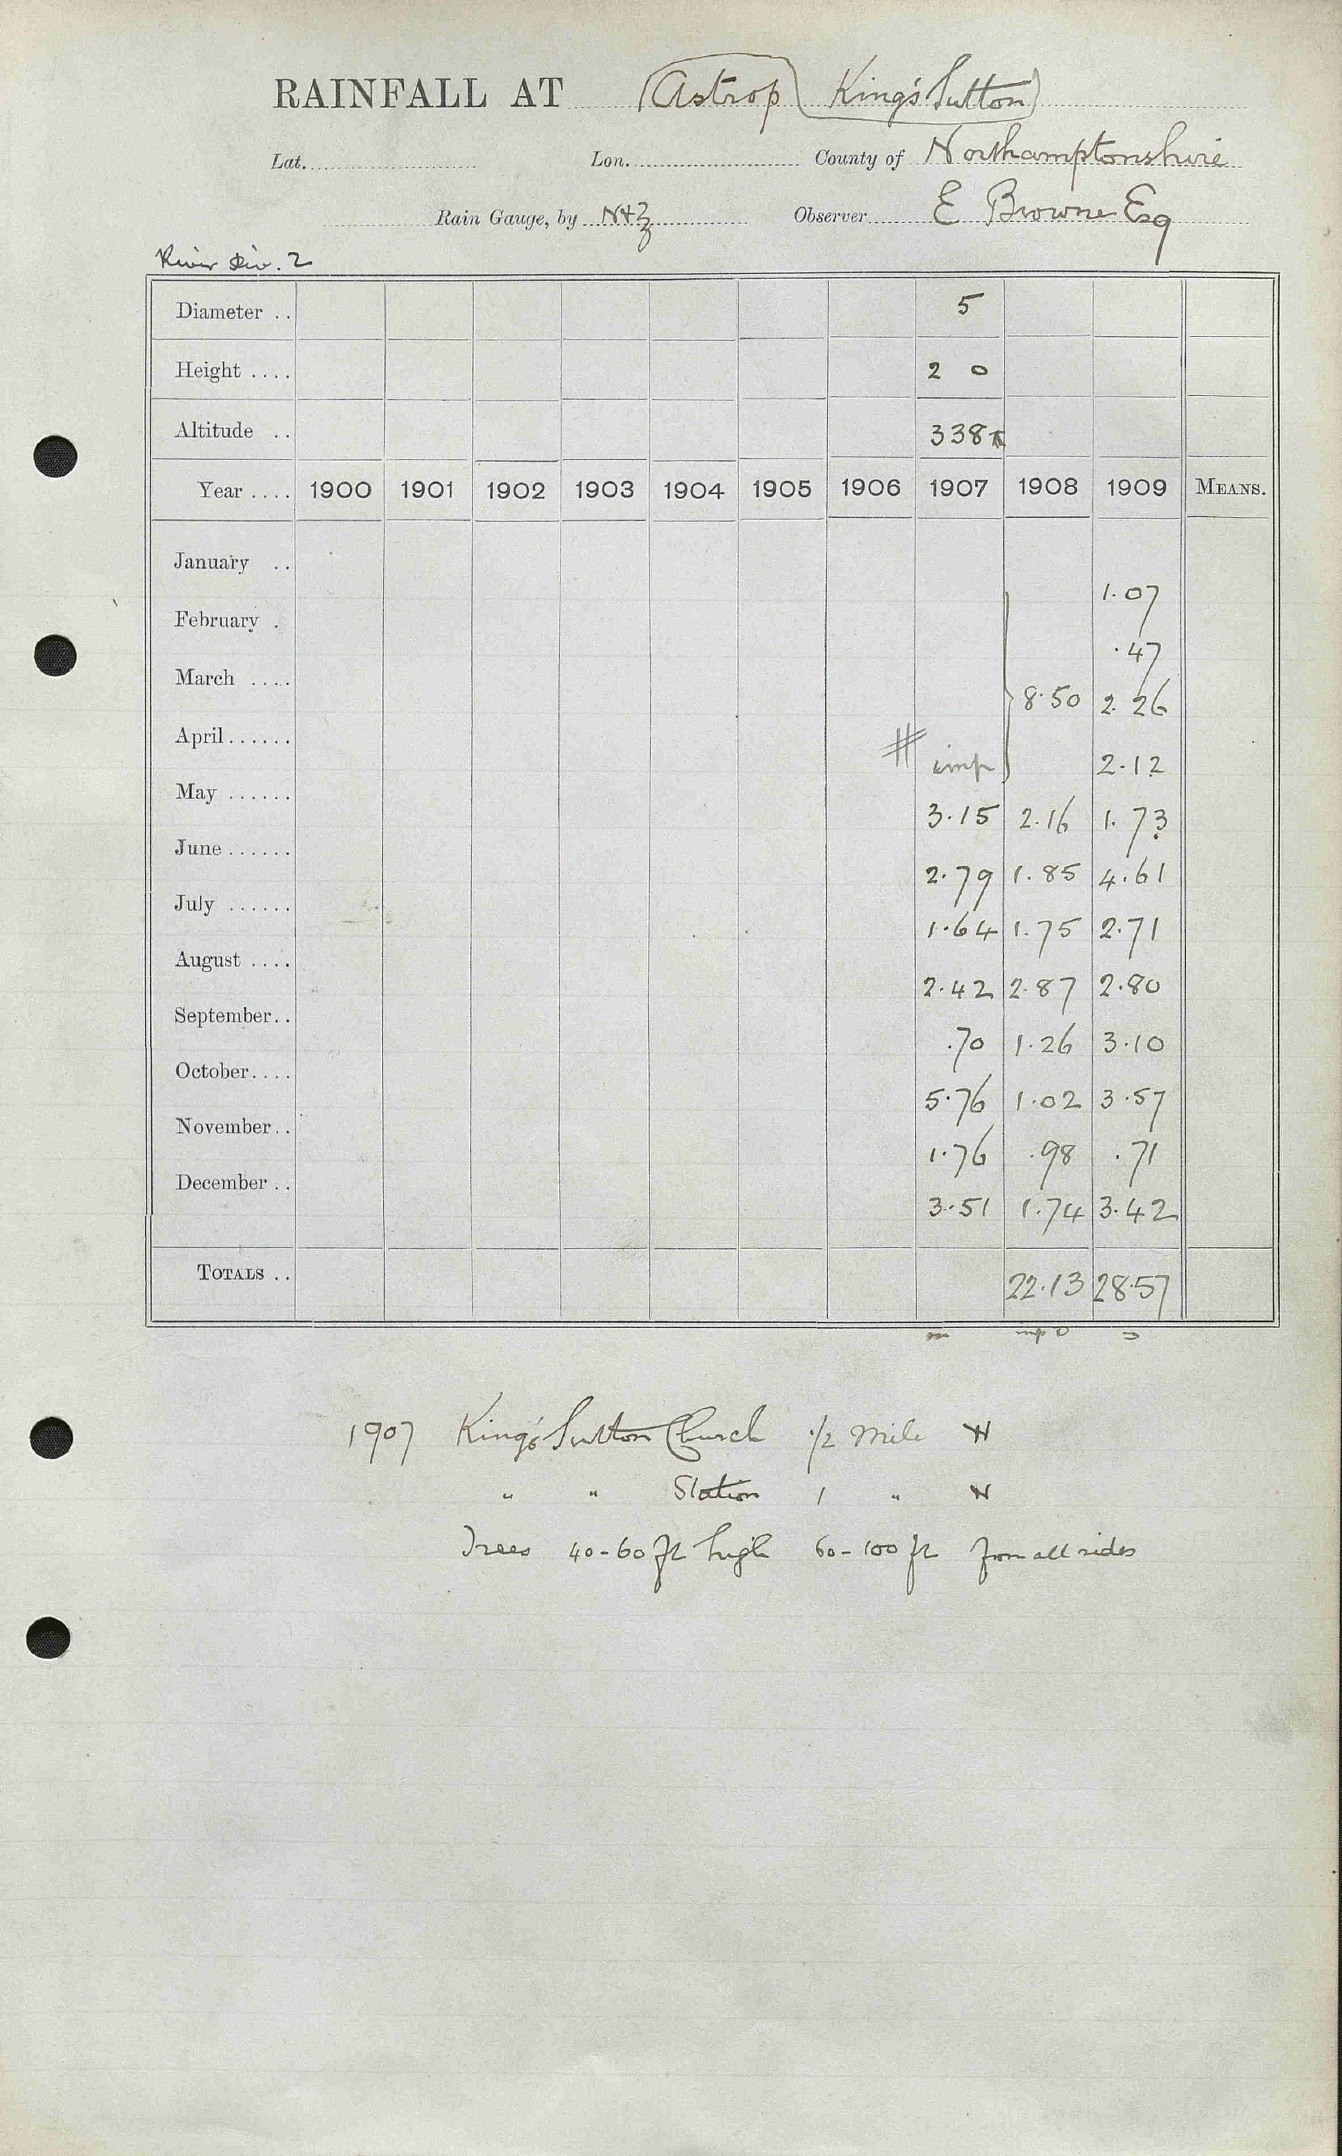 RAINFALL AT (Astrop) King's Sutton)
Lat. Lon. County of Northamptonshire
Rain Gauge, by N+Z Observer E Browne Esq
River Div. 2
Diameter .. 5
Height .... 2 0
Altitude .. 338
Year .... 1900 1901 1902 1903 1904 1905 1906 1907 1908 1909 MEANS.
January .. 1.07
February . .47
March .... 8.50 2.26
April...... # imp 2.12
May ...... 3.15 2.16 1.73
June ...... 2.79 1.85 4.61
July ...... 1.64 1.75 2.71
August .... 2.42 2.87 2.80
September.. .70 1.26 3.10
October.... 5.76 1.02 3.57
November.. 1.76 .98 .71
December .. 3.51 1.74 3.42
TOTALS .. 22.13 28.57
1907 King's Sutton Church 1/2 Mile N
" " Station 1 " N
Trees 40-60 ft high 60-100 ft from all sides